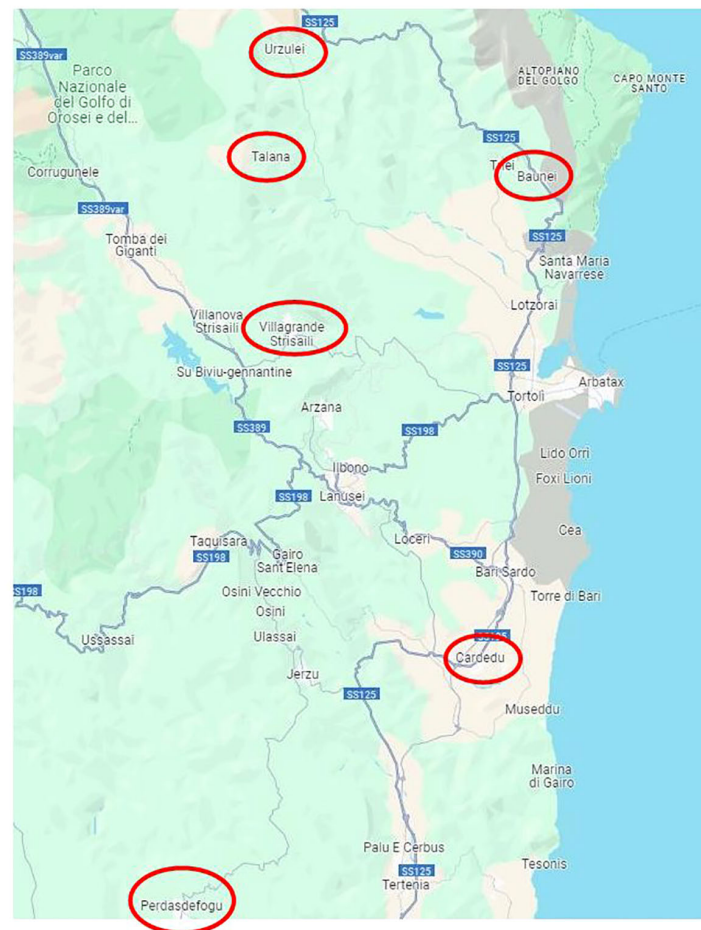 SS125
Urzulei
SS389var
Parco
Nazionale
del Golfo di
Orosei e del...
ALTOPIANO
DEL GOLGO
CAPO MONTE
SANTO
SS125
Talana
Baunei
Corrugunele
SS389var
SS125
Tomba dei
Giganti
Santa Maria
Navarrese
Lotzorai
Villanova
Strisaili
Villagrande
Strisaili
SS125
Su Biviu-gennantine
Arbatax
Tortolì
Arzana
SS389
SS198
Lido Orrì
Ilbono
Foxi Lioni
SS198
Lanusei
Cea
Taquisara
Loceri
SS198
Gairo
Sant'Elena
SS390
Bari Sardo
SS198
Osini Vecchio
Torre di Bari
Osini
Ussassai
Ulassai
SS125
Cardedu
Jerzu
SS125
Museddu
Marina
di Gairo
Palu E Cerbus
Tesonis
SS125
Tertenia
Perdasdefogu